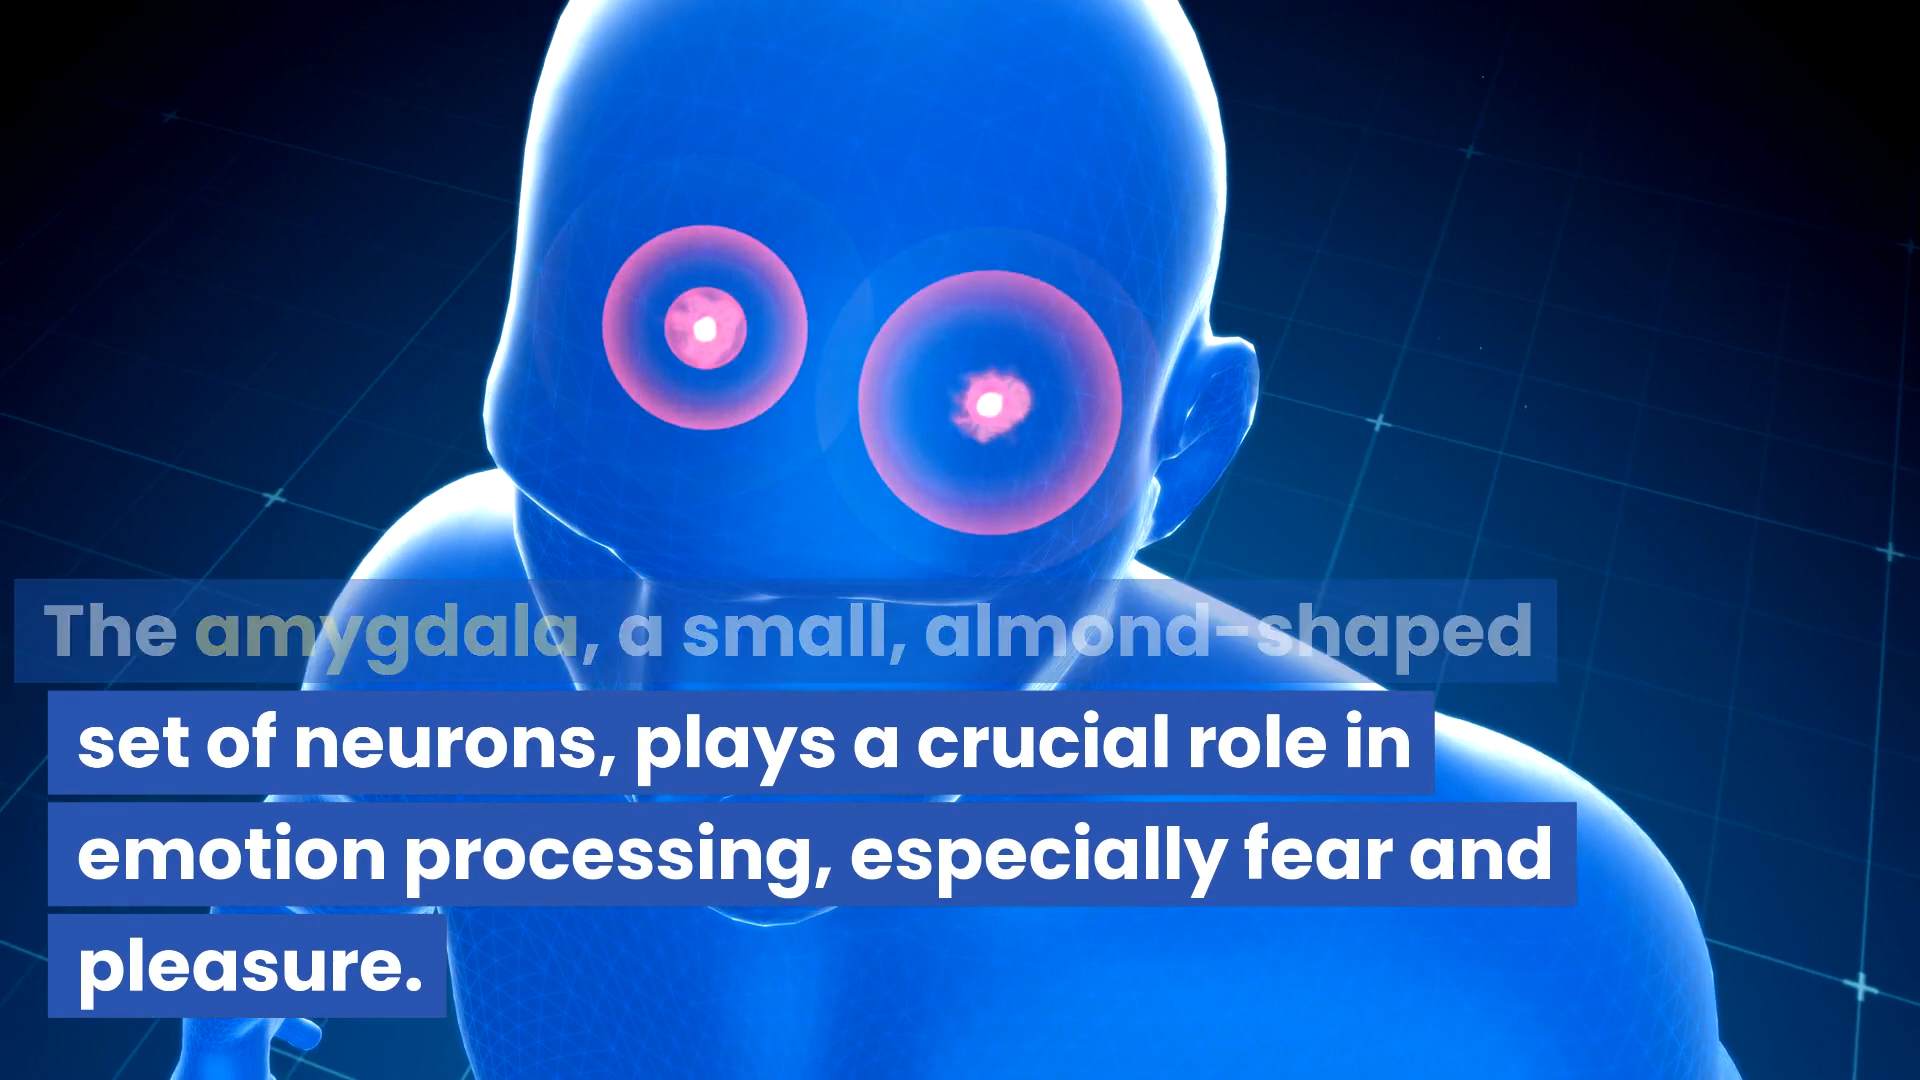 The amygdala, a small, almond-shaped
set of neurons, plays a crucial role in
emotion processing, especially fear and
pleasure.